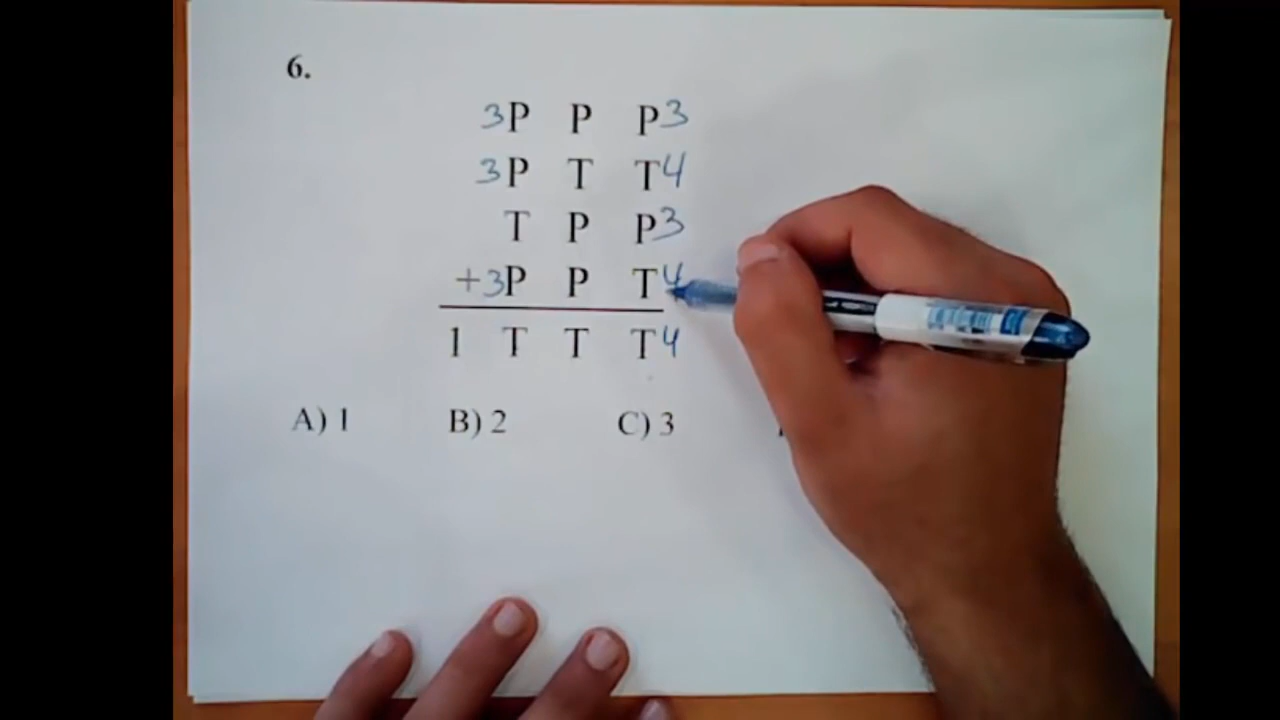 6.
3P P P3
3P T T4
T P P3
+3P P T4
1 T T T4
A) 1 B) 2 C) 3